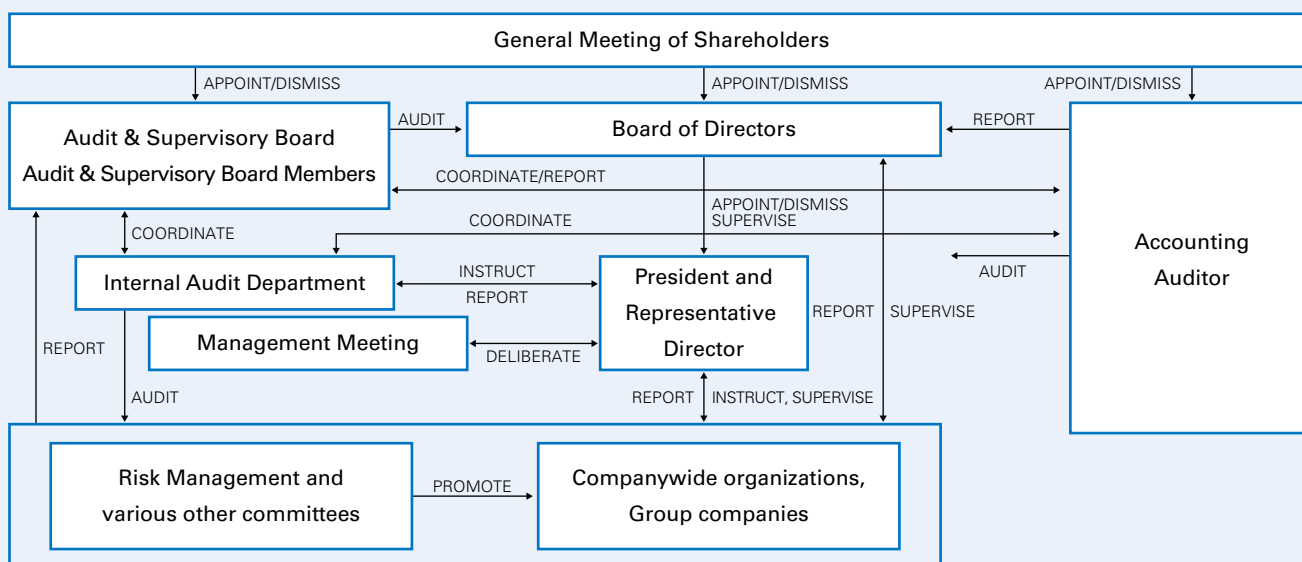 General Meeting of Shareholders
APPOINT/DISMISS
APPOINT/DISMISS
APPOINT/DISMISS
Audit & Supervisory Board
Audit & Supervisory Board Members
AUDIT
Board of Directors
REPORT
COORDINATE/REPORT
APPOINT/DISMISS
SUPERVISE
COORDINATE
COORDINATE
Accounting
Auditor
Internal Audit Department
INSTRUCT
REPORT
President and
Representative
Director
AUDIT
REPORT
SUPERVISE
Management Meeting
DELIBERATE
REPORT
AUDIT
REPORT
INSTRUCT, SUPERVISE
Risk Management and
various other committees
PROMOTE
Companywide organizations,
Group companies